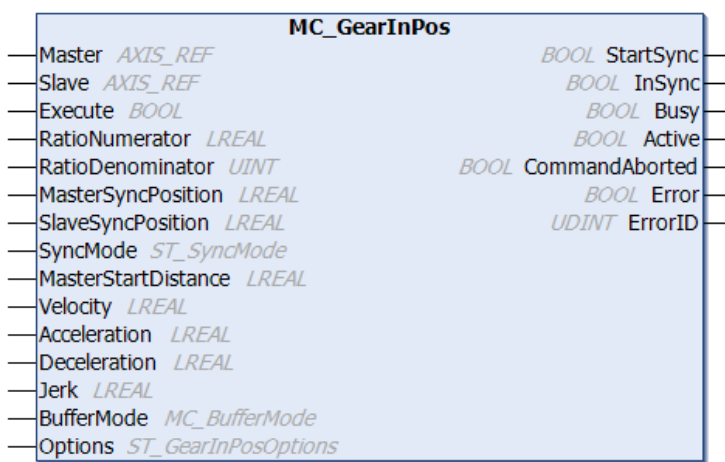 MC_GearInPos
Master AXIS_REF BOOL StartSync
Slave AXIS_REF BOOL InSync
Execute BOOL BOOL Busy
RatioNumerator LREAL BOOL Active
RatioDenominator UINT BOOL CommandAborted
MasterSyncPosition LREAL BOOL Error
SlaveSyncPosition LREAL UDINT ErrorID
SyncMode ST_SyncMode
MasterStartDistance LREAL
Velocity LREAL
Acceleration LREAL
Deceleration LREAL
Jerk LREAL
BufferMode MC_BufferMode
Options ST_GearInPosOptions